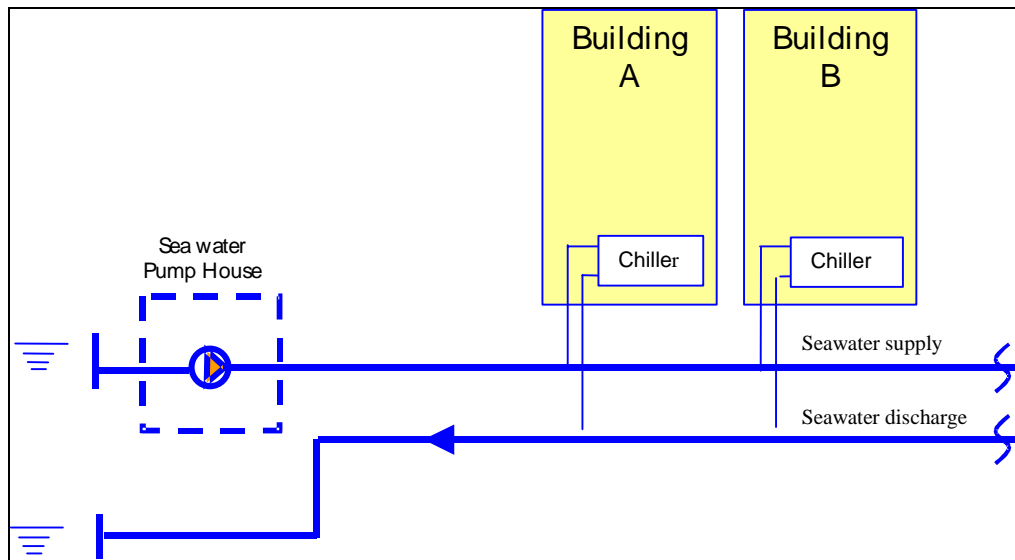 Building
A
Building
B
Sea water
Pump House
Chiller
Chiller
Seawater supply
Seawater discharge